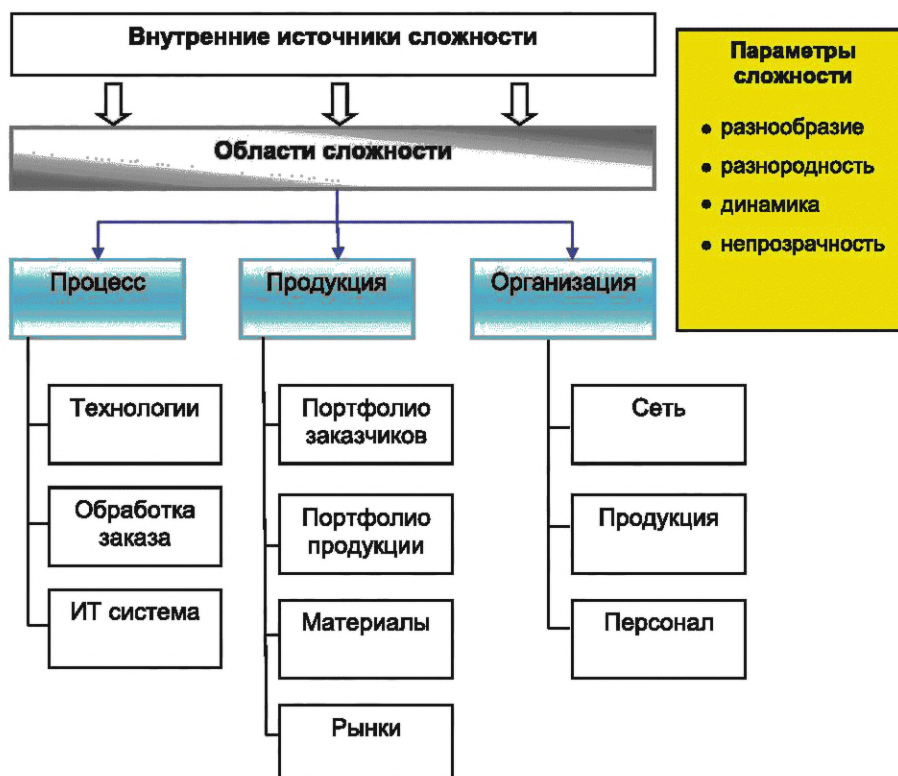 Внутренние источники сложности
Области сложности
Параметры
сложности
• разнообразие
• разнородность
• динамика
• непрозрачность
Процесс
Технологии
Обработка
заказа
ИТ система
Продукция
Портфолио
заказчиков
Портфолио
продукции
Материалы
Рынки
Организация
Сеть
Продукция
Персонал